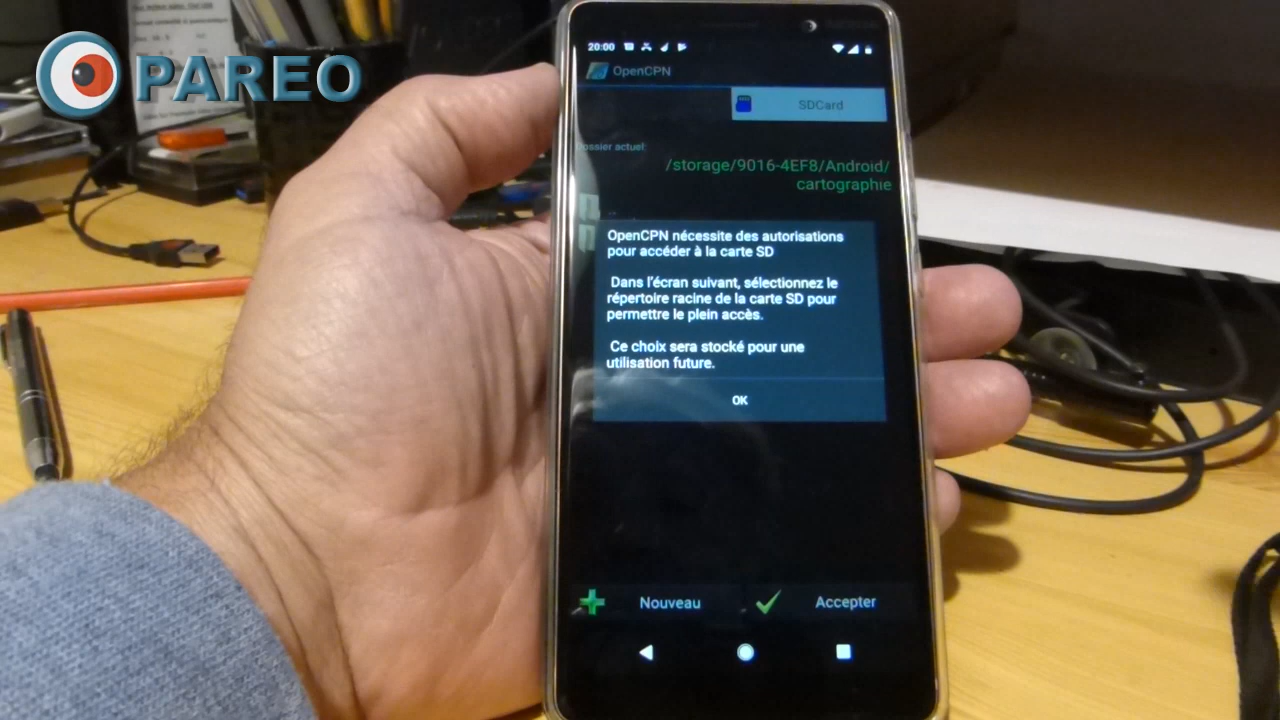 PAREO
20:00
OpenCPN
SDCard
Dossier actuel:
/storage/9016-4EF8/Android/
cartographie
OpenCPN nécessite des autorisations
pour accéder à la carte SD
Dans l'écran suivant, sélectionnez le
répertoire racine de la carte SD pour
permettre le plein accès.
Ce choix sera stocké pour une
utilisation future.
OK
Nouveau
Accepter